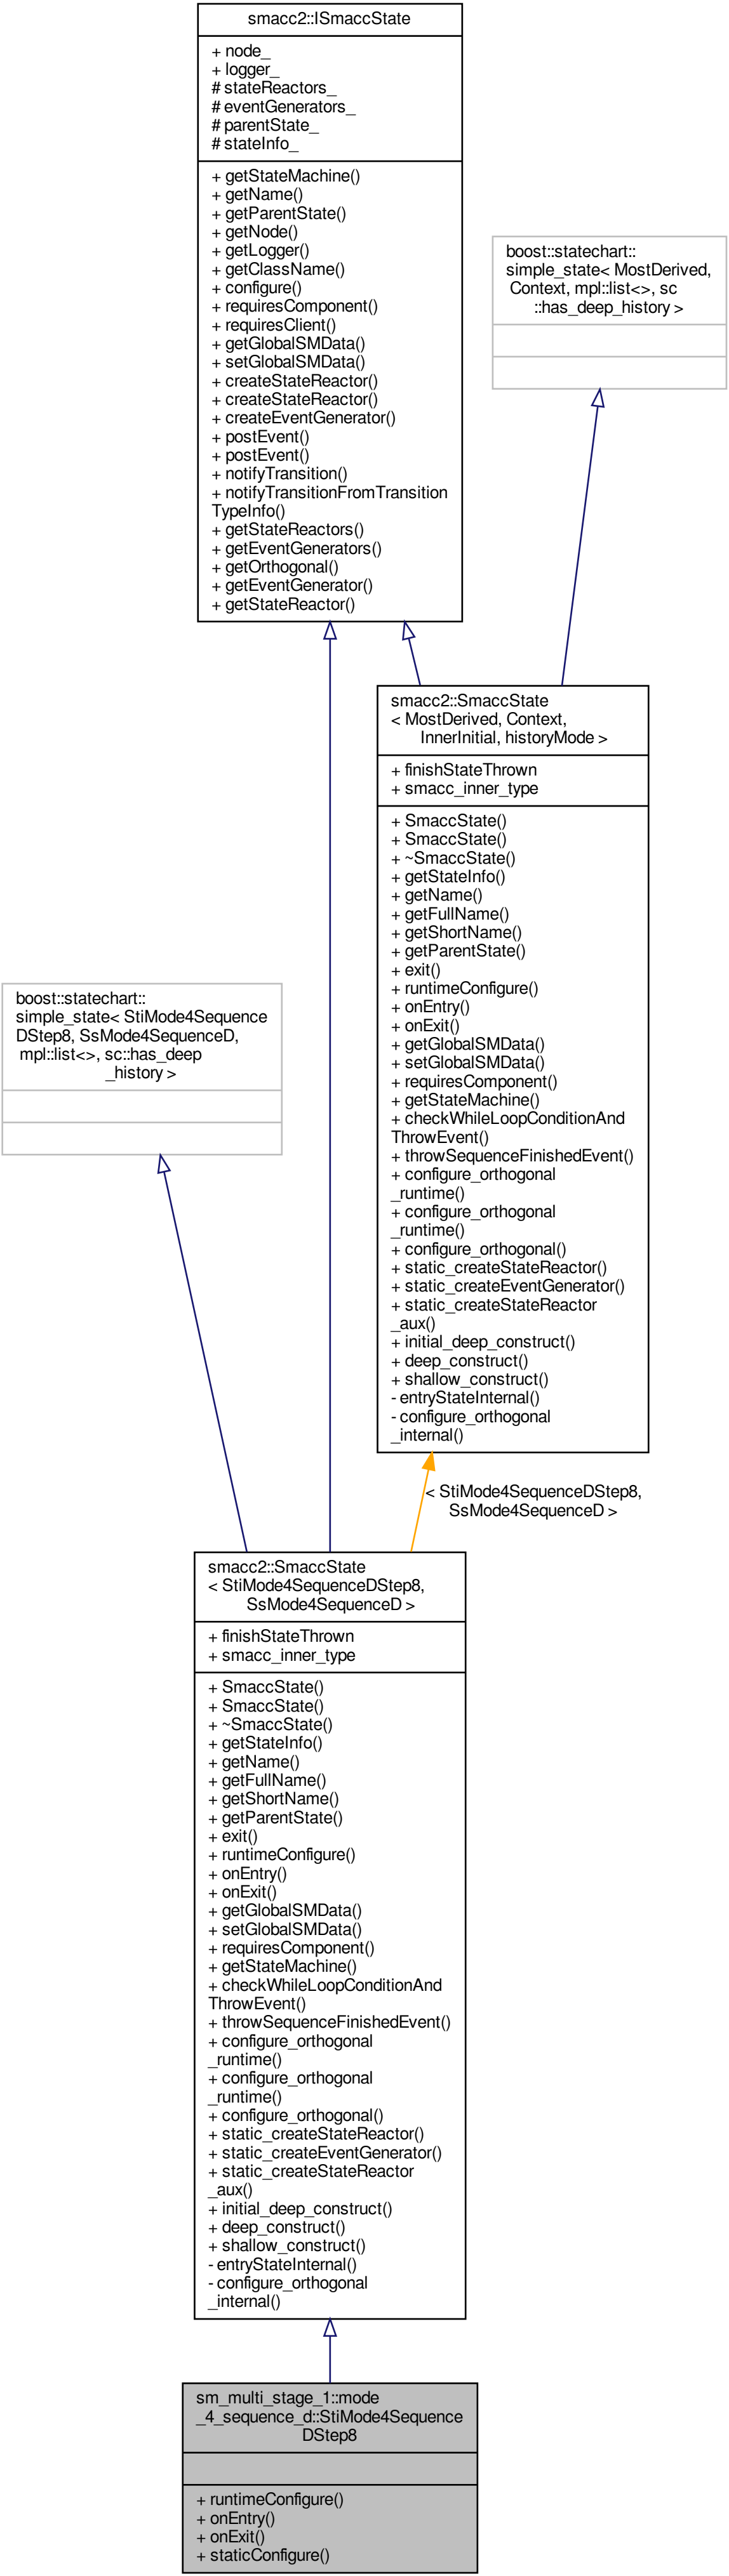 smacc2::ISmaccState
+ node_
+ logger_
# stateReactors_
# eventGenerators_
# parentState_
# stateInfo_
+ getStateMachine()
+ getName()
+ getParentState()
+ getNode()
+ getLogger()
+ getClassName()
+ configure()
+ requiresComponent()
+ requiresClient()
+ getGlobalSMData()
+ setGlobalSMData()
+ createStateReactor()
+ createStateReactor()
+ createEventGenerator()
+ postEvent()
+ postEvent()
+ notifyTransition()
+ notifyTransitionFromTransition
TypeInfo()
+ getStateReactors()
+ getEventGenerators()
+ getOrthogonal()
+ getEventGenerator()
+ getStateReactor()
boost::statechart::
simple_state< MostDerived,
Context, mpl::list<>, sc
::has_deep_history >
smacc2::SmaccState
< MostDerived, Context,
InnerInitial, historyMode >
+ finishStateThrown
+ smacc_inner_type
+ SmaccState()
+ SmaccState()
+ ~SmaccState()
+ getStateInfo()
+ getName()
+ getFullName()
+ getShortName()
+ getParentState()
+ exit()
+ runtimeConfigure()
+ onEntry()
+ onExit()
+ getGlobalSMData()
+ setGlobalSMData()
+ requiresComponent()
+ getStateMachine()
+ checkWhileLoopConditionAnd
ThrowEvent()
+ throwSequenceFinishedEvent()
+ configure_orthogonal
_runtime()
+ configure_orthogonal
_runtime()
+ configure_orthogonal()
+ static_createStateReactor()
+ static_createEventGenerator()
+ static_createStateReactor
_aux()
+ initial_deep_construct()
+ deep_construct()
+ shallow_construct()
- entryStateInternal()
- configure_orthogonal
_internal()
boost::statechart::
simple_state< StiMode4Sequence
DStep8, SsMode4SequenceD,
mpl::list<>, sc::has_deep
_history >
< StiMode4SequenceDStep8,
SsMode4SequenceD >
smacc2::SmaccState
< StiMode4SequenceDStep8,
SsMode4SequenceD >
+ finishStateThrown
+ smacc_inner_type
+ SmaccState()
+ SmaccState()
+ ~SmaccState()
+ getStateInfo()
+ getName()
+ getFullName()
+ getShortName()
+ getParentState()
+ exit()
+ runtimeConfigure()
+ onEntry()
+ onExit()
+ getGlobalSMData()
+ setGlobalSMData()
+ requiresComponent()
+ getStateMachine()
+ checkWhileLoopConditionAnd
ThrowEvent()
+ throwSequenceFinishedEvent()
+ configure_orthogonal
_runtime()
+ configure_orthogonal
_runtime()
+ configure_orthogonal()
+ static_createStateReactor()
+ static_createEventGenerator()
+ static_createStateReactor
_aux()
+ initial_deep_construct()
+ deep_construct()
+ shallow_construct()
- entryStateInternal()
- configure_orthogonal
_internal()
sm_multi_stage_1::mode
_4_sequence_d::StiMode4Sequence
DStep8
+ runtimeConfigure()
+ onEntry()
+ onExit()
+ staticConfigure()